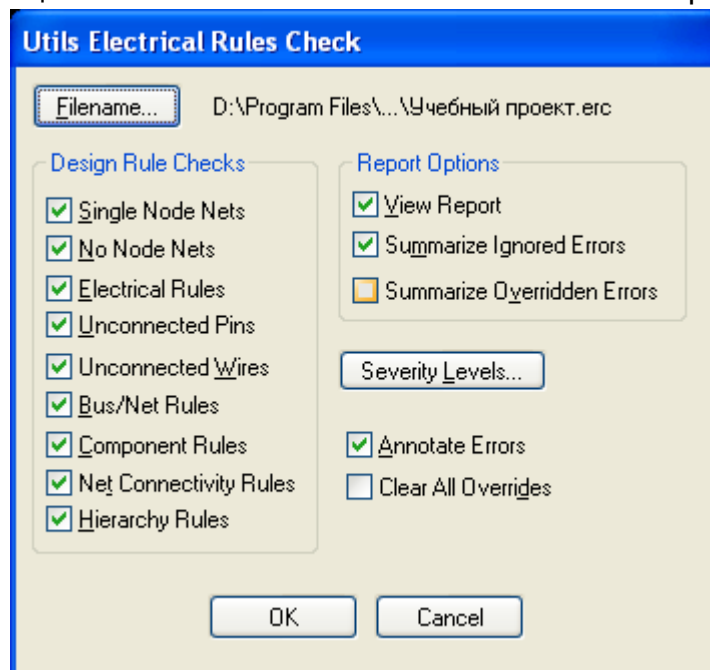 Utils Electrical Rules Check
Filename... D:\Program Files\...\Учебный проект.erc
Design Rule Checks
Single Node Nets
No Node Nets
Electrical Rules
Unconnected Pins
Unconnected Wires
Bus/Net Rules
Component Rules
Net Connectivity Rules
Hierarchy Rules
Report Options
View Report
Summarize Ignored Errors
Summarize Overridden Errors
Severity Levels...
Annotate Errors
Clear All Overrides
OK Cancel